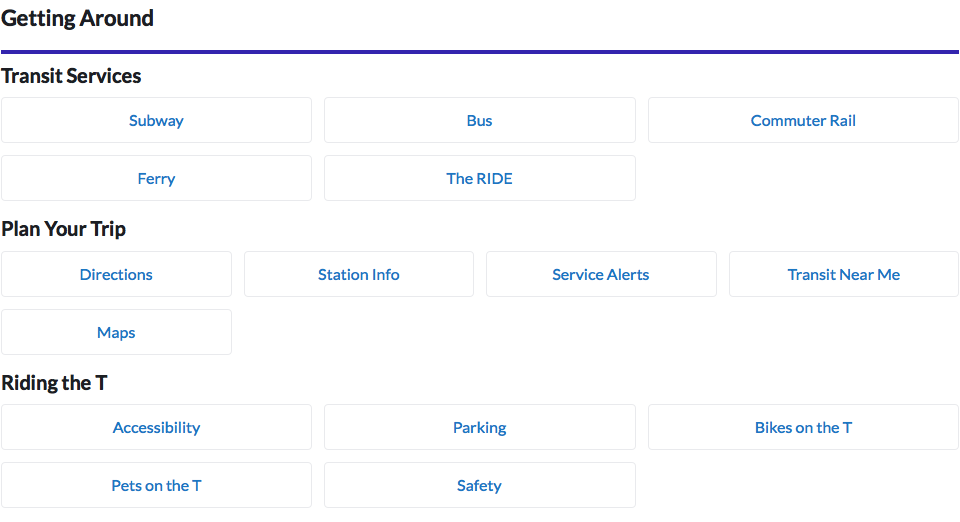 Getting Around
Transit Services
Subway
Bus
Commuter Rail
Ferry
The RIDE
Plan Your Trip
Directions
Station Info
Service Alerts
Transit Near Me
Maps
Riding the T
Accessibility
Parking
Bikes on the T
Pets on the T
Safety